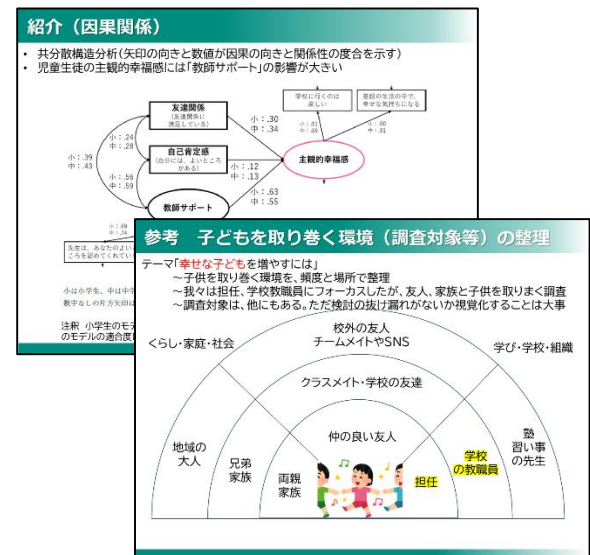 紹介（因果関係）
• 共分散構造分析(矢印の向きと数値が因果の向きと関係性の度合を示す)
• 児童生徒の主観的幸福感には「教師サポート」の影響が大きい
学校に行くのは
楽しい
普段の生活の中で、
幸せな気持ちになる
友達関係
(友達関係に
満足している)
小：.30
中：.34
小：.81
中：.69
小：.80
中：.81
小：.24
中：.28
小：.39
中：.43
自己肯定感
(自分には、よいところ
がある)
小：.12
中：.13
主観的幸福感
小：.56
中：.59
小：.63
中：.55
教師サポート
小：.69
中：.74
先生は、あなたのよい
ころを認めてくれてい
小は小学生、中は中学
数字なしの片方矢印は
注釈 小学生のモデ
のモデルの適合度
参考 子どもを取り巻く環境（調査対象等）の整理
テーマ「幸せな子どもを増やすには」
～子供を取り巻く環境を、頻度と場所で整理
～我々は担任、学校教職員にフォーカスしたが、友人、家族と子供を取りまく調査
～調査対象は、他にもある。ただ検討の抜け漏れがないか視覚化することは大事
くらし・家庭・社会
校外の友人
チームメイトやSNS
学び・学校・組織
クラスメイト・学校の友達
仲の良い友人
地域の
大人
兄弟
家族
両親
家族
担任
学校
の教職員
塾
習い事
の先生